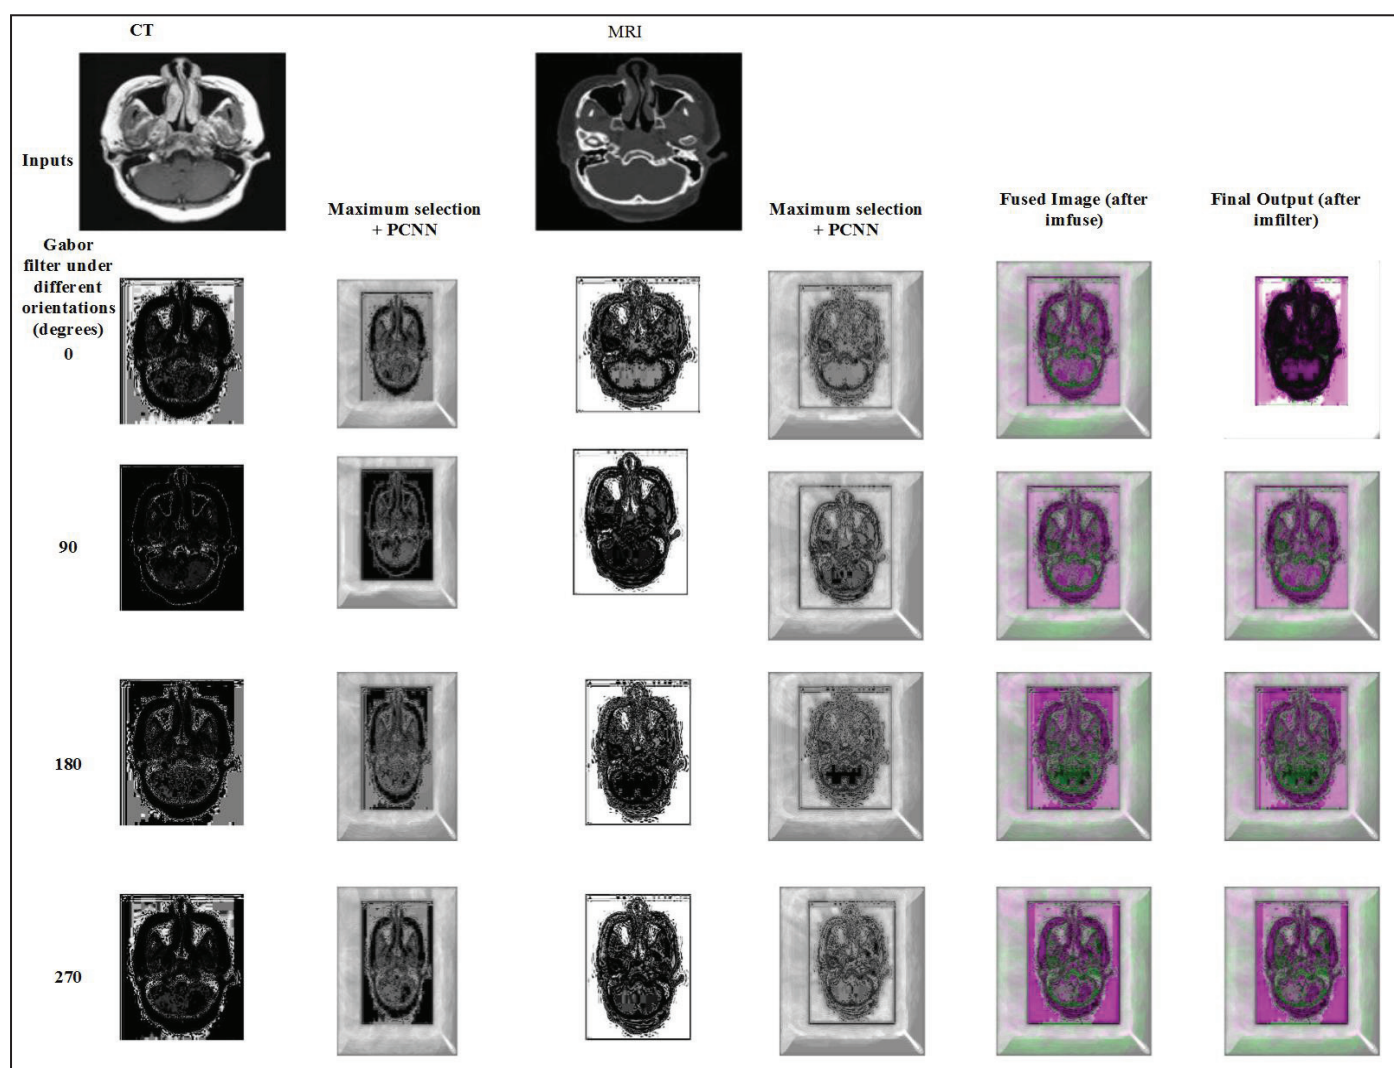 CT
MRI
Inputs
Maximum selection
+ PCNN
Maximum selection
+ PCNN
Fused Image (after
imfuse)
Final Output (after
imfilter)
Gabor
filter under
different
orientations
(degrees)
0
90
180
270